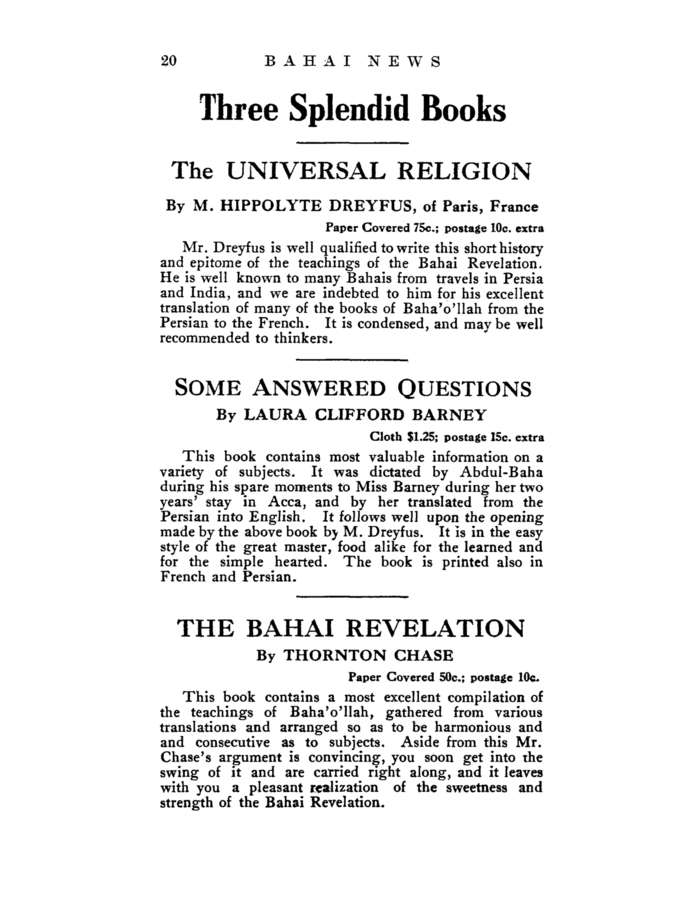 20 BAHAI NEWS
Three Splendid Books
The UNIVERSAL RELIGION
By M. HIPPOLYTE DREYFUS, of Paris, France
Paper Covered 75c.; postage 10c. extra
Mr. Dreyfus is well qualified to write this short history
and epitome of the teachings of the Bahai Revelation.
He is well known to many Bahais from travels in Persia
and India, and we are indebted to him for his excellent
translation of many of the books of Baha'o'llah from the
Persian to the French. It is condensed, and may be well
recommended to thinkers.
SOME ANSWERED QUESTIONS
By LAURA CLIFFORD BARNEY
Cloth $1.25; postage 15c. extra
This book contains most valuable information on a
variety of subjects. It was dictated by Abdul-Baha
during his spare moments to Miss Barney during her two
years' stay in Acca, and by her translated from the
Persian into English. It follows well upon the opening
made by the above book by M. Dreyfus. It is in the easy
style of the great master, food alike for the learned and
for the simple hearted. The book is printed also in
French and Persian.
THE BAHAI REVELATION
By THORNTON CHASE
Paper Covered 50c.; postage 10c.
This book contains a most excellent compilation of
the teachings of Baha'o'llah, gathered from various
translations and arranged so as to be harmonious and
and consecutive as to subjects. Aside from this Mr.
Chase's argument is convincing, you soon get into the
swing of it and are carried right along, and it leaves
with you a pleasant realization of the sweetness and
strength of the Bahai Revelation.